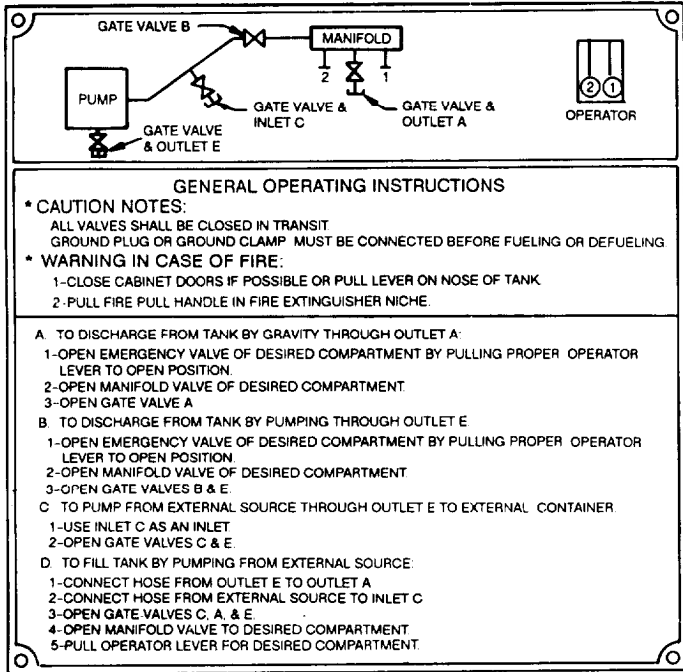 GATE VALVE B
MANIFOLD
2 1
PUMP
GATE VALVE &
INLET C
GATE VALVE &
OUTLET A
GATE VALVE
& OUTLET E
2 1
OPERATOR
GENERAL OPERATING INSTRUCTIONS
* CAUTION NOTES:
ALL VALVES SHALL BE CLOSED IN TRANSIT.
GROUND PLUG OR GROUND CLAMP MUST BE CONNECTED BEFORE FUELING OR DEFUELING
* WARNING IN CASE OF FIRE:
1-CLOSE CABINET DOORS IF POSSIBLE OR PULL LEVER ON NOSE OF TANK
2-PULL FIRE PULL HANDLE IN FIRE EXTINGUISHER NICHE.
A. TO DISCHARGE FROM TANK BY GRAVITY THROUGH OUTLET A:
1-OPEN EMERGENCY VALVE OF DESIRED COMPARTMENT BY PULLING PROPER OPERATOR
LEVER TO OPEN POSITION.
2-OPEN MANIFOLD VALVE OF DESIRED COMPARTMENT.
3-OPEN GATE VALVE A
B. TO DISCHARGE FROM TANK BY PUMPING THROUGH OUTLET E.
1-OPEN EMERGENCY VALVE OF DESIRED COMPARTMENT BY PULLING PROPER OPERATOR
LEVER TO OPEN POSITION.
2-OPEN MANIFOLD VALVE OF DESIRED COMPARTMENT
3-OPEN GATE VALVES B & E.
C. TO PUMP FROM EXTERNAL SOURCE THROUGH OUTLET E TO EXTERNAL CONTAINER
1-USE INLET C AS AN INLET
2-OPEN GATE VALVES C & E.
D. TO FILL TANK BY PUMPING FROM EXTERNAL SOURCE:
1-CONNECT HOSE FROM OUTLET E TO OUTLET A
2-CONNECT HOSE FROM EXTERNAL SOURCE TO INLET C
3-OPEN GATE VALVES C, A, & E.
4-OPEN MANIFOLD VALVE TO DESIRED COMPARTMENT.
5-PULL OPERATOR LEVER FOR DESIRED COMPARTMENT.